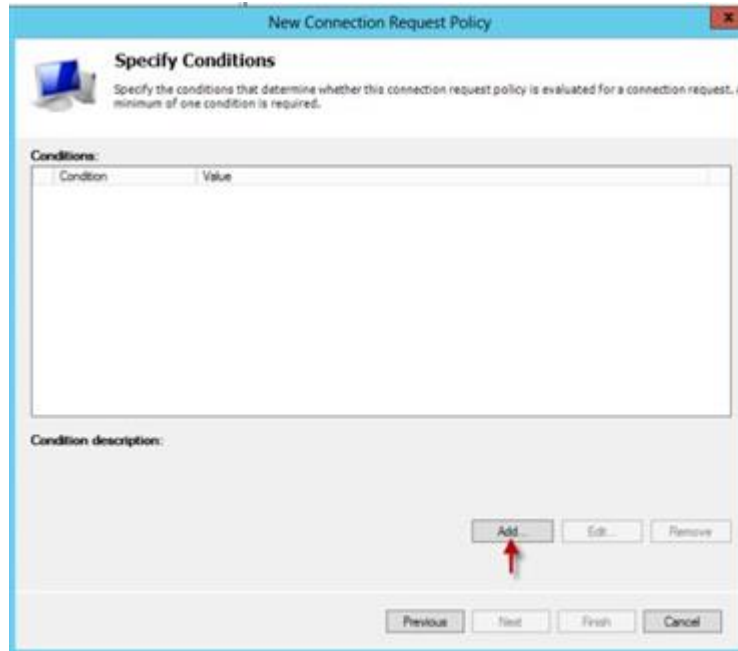 New Connection Request Policy
x
Specify Conditions
Specify the conditions that determine whether this connection request policy is evaluated for a connection request.
minimum of one condition is required.
Conditions:
Condition Value
Condition description:
Add... Edit... Remove
Previous Next Finish Cancel